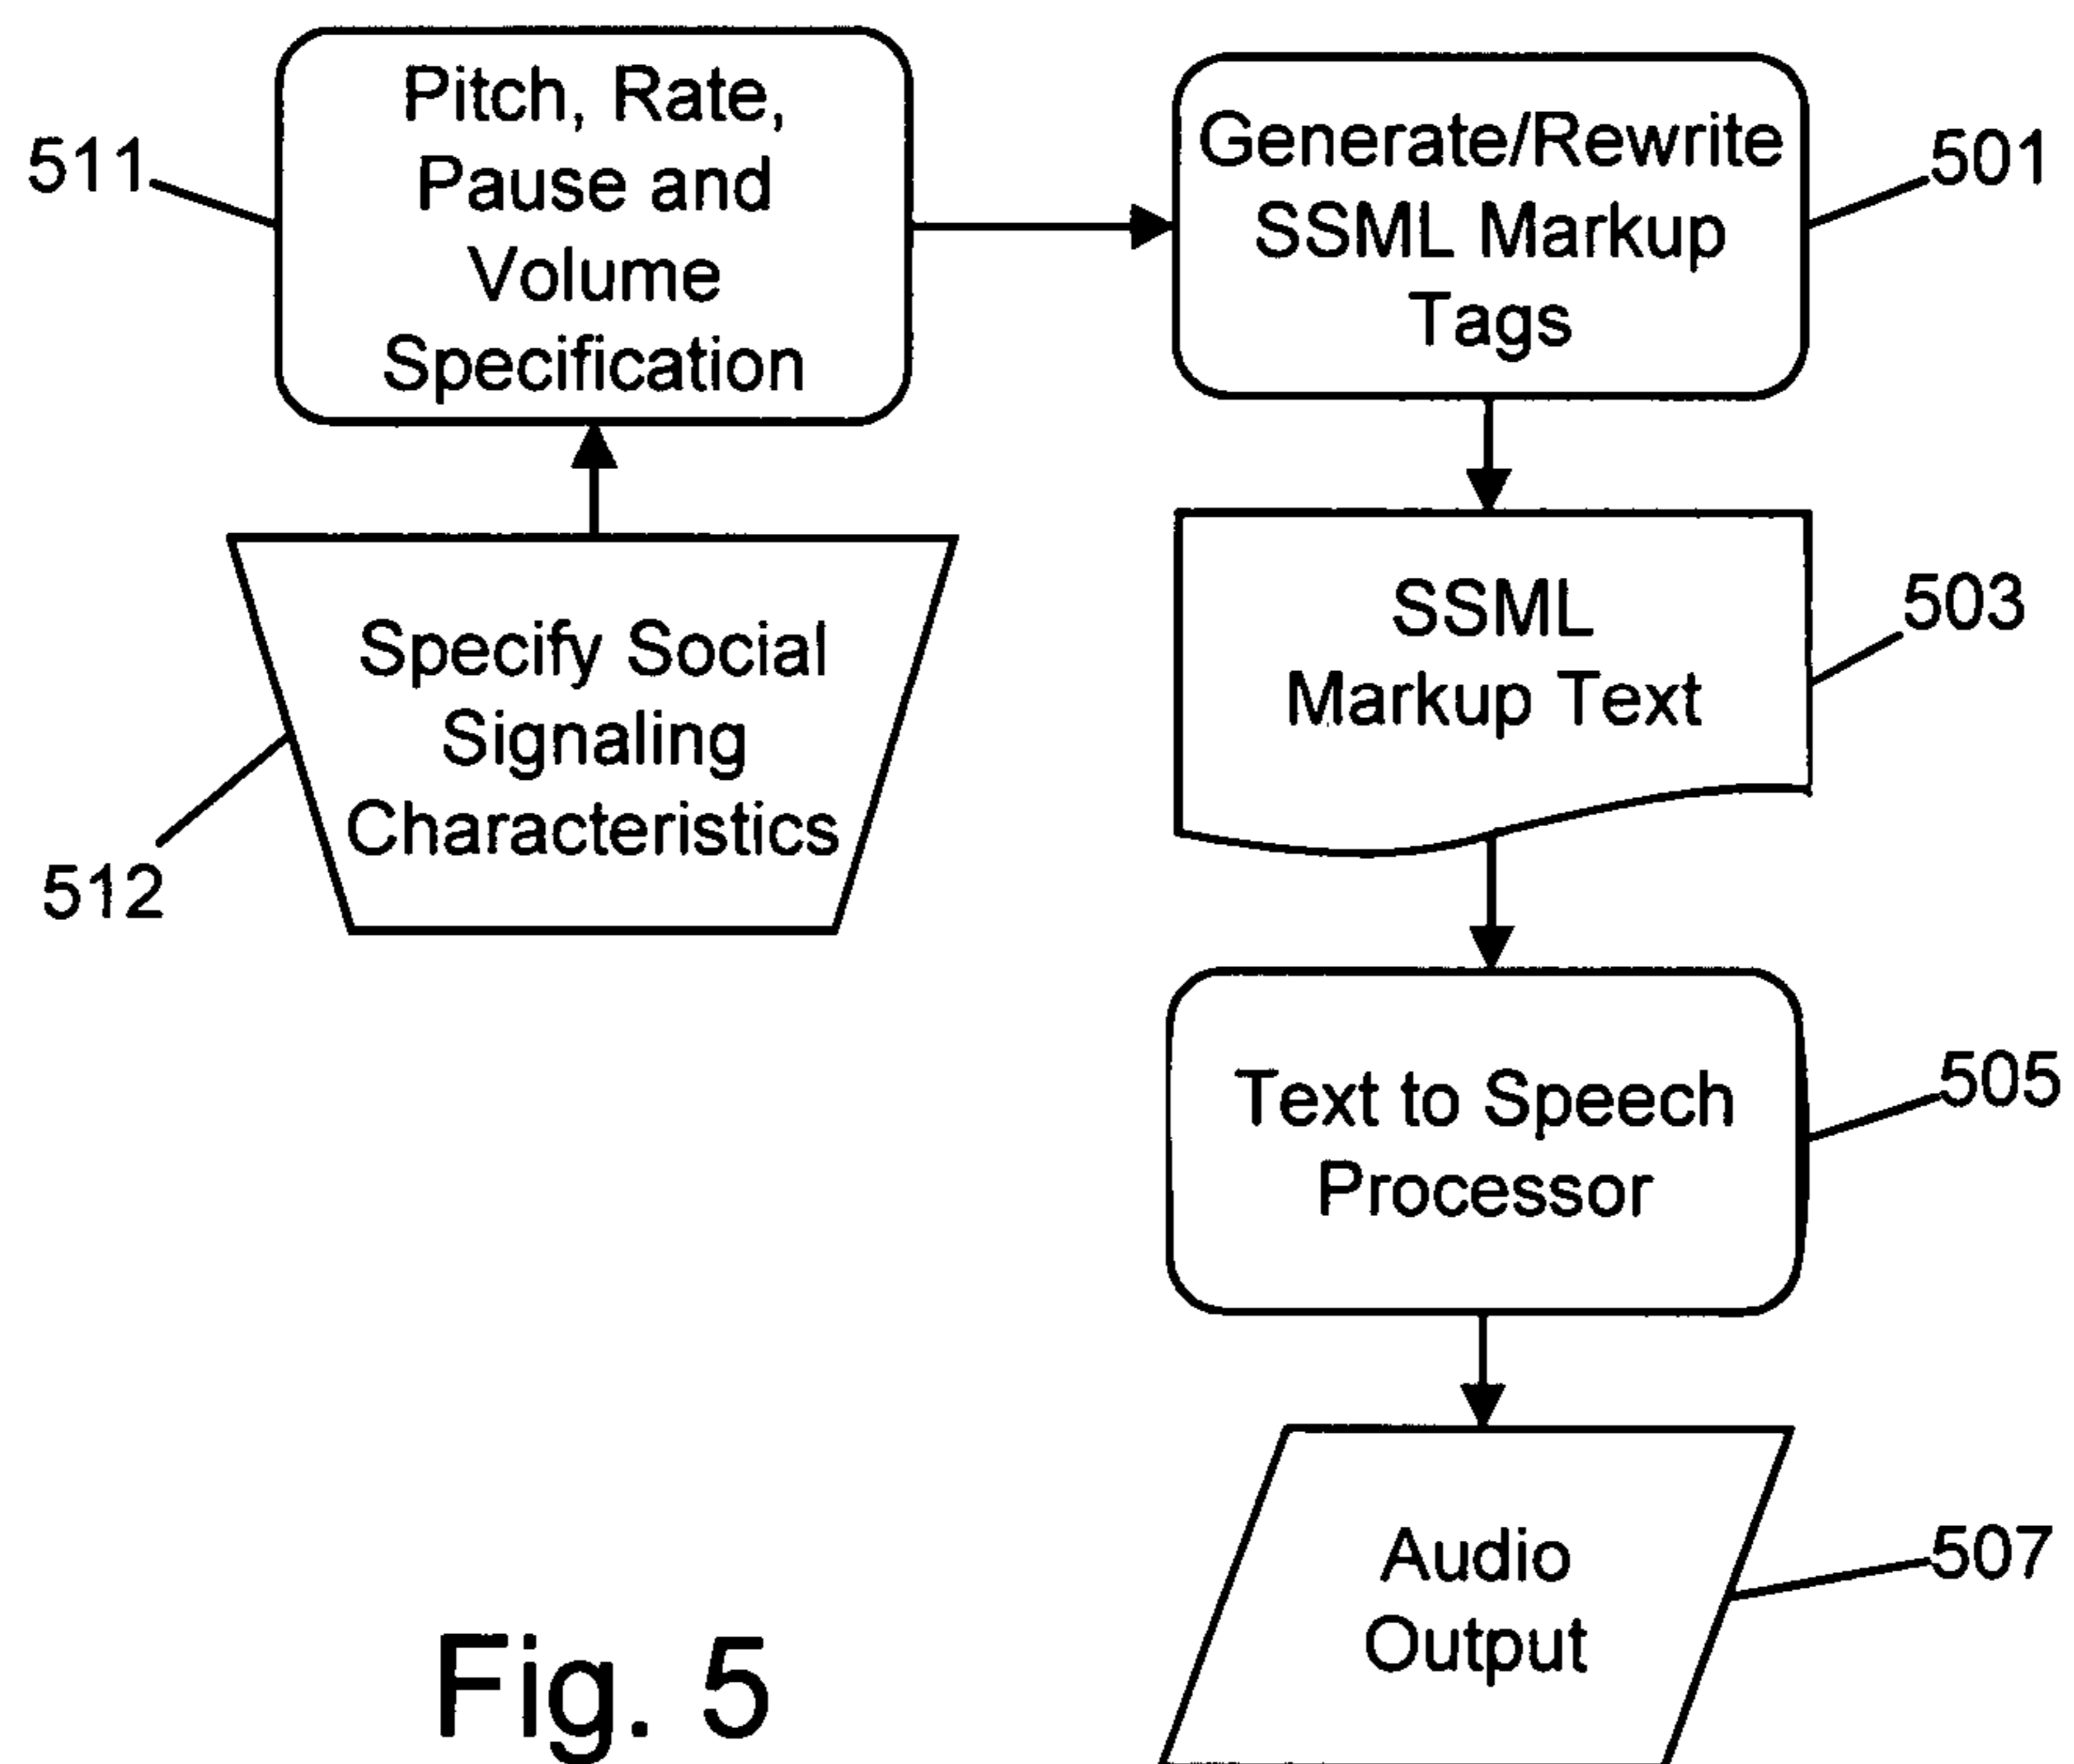 Pitch, Rate,
Pause and
Volume
Specification
511
Generate/Rewrite
SSML Markup
Tags
501
Specify Social
Signaling
Characteristics
512
SSML
Markup Text
503
Text to Speech
Processor
505
Audio
Output
507
Fig. 5